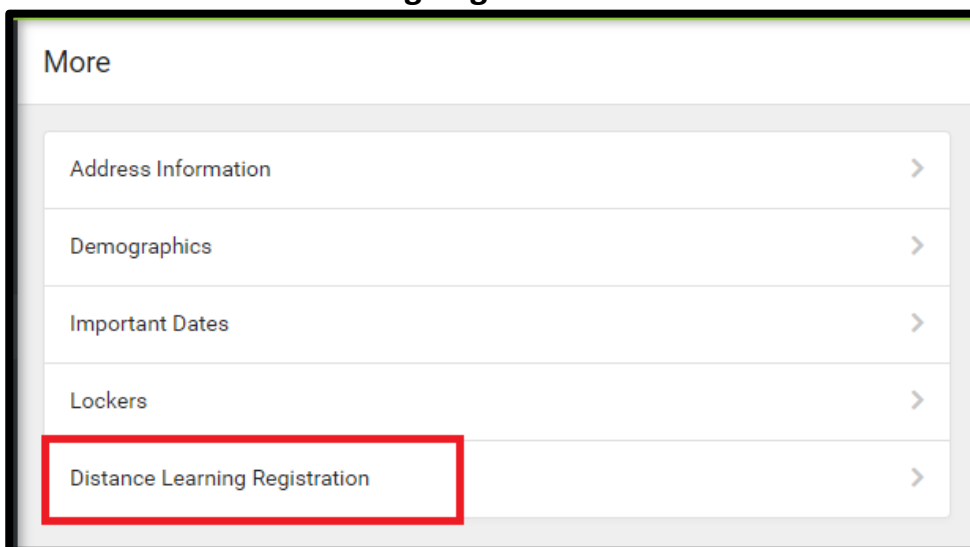 More
Address Information
Demographics
Important Dates
Lockers
Distance Learning Registration